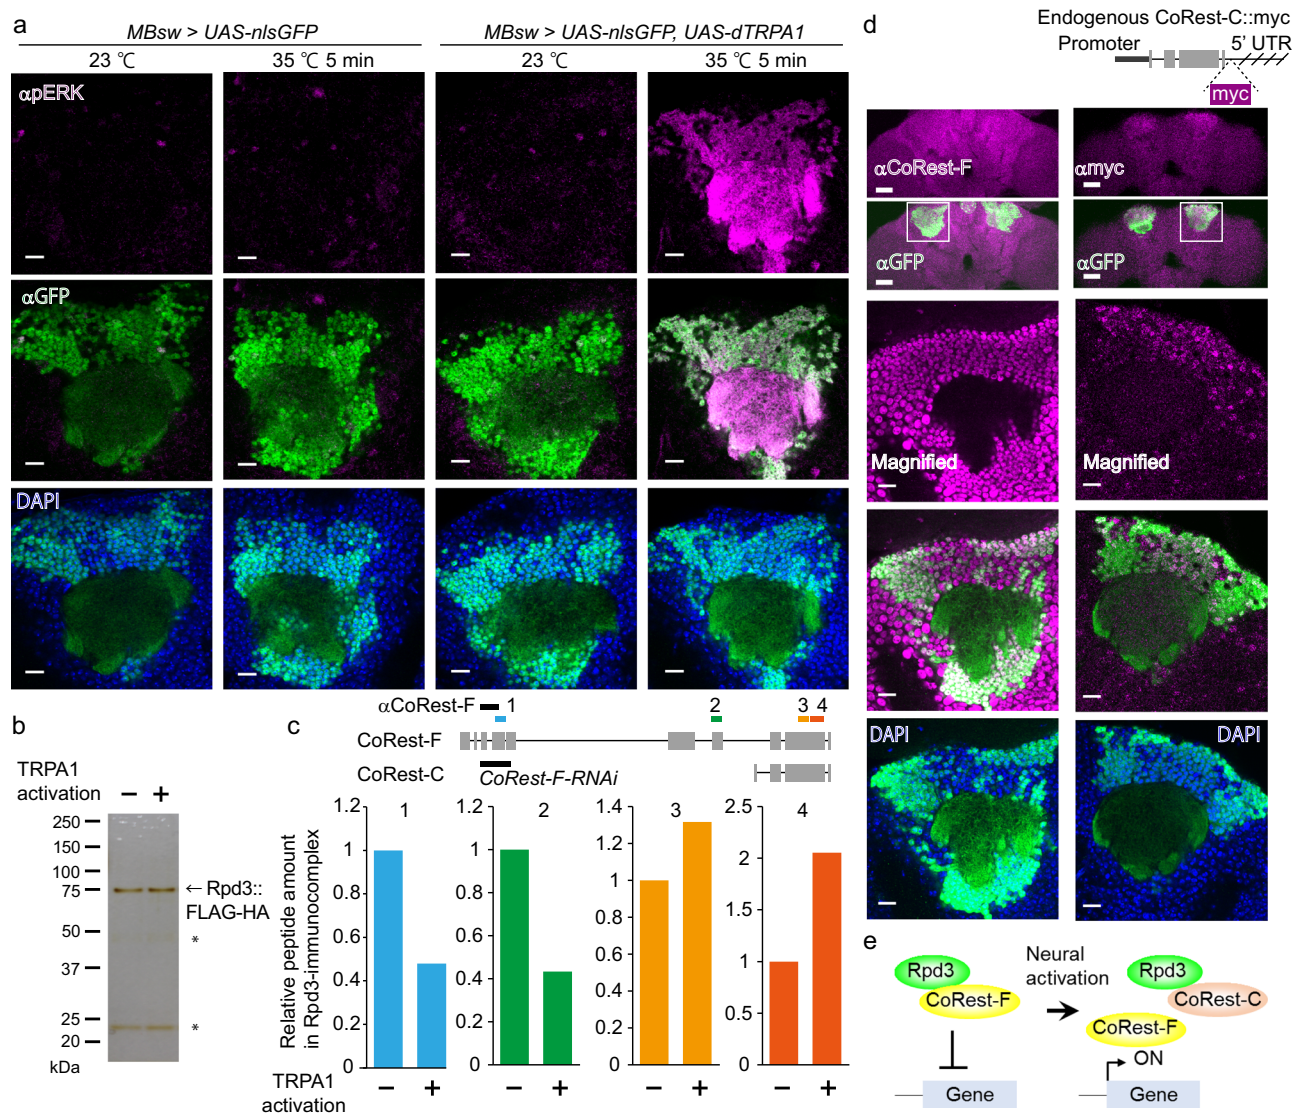 a
MBsw > UAS-nlsGFP
MBsw > UAS-nlsGFP, UAS-dTRPA1
23 ℃
35 ℃ 5 min
23 ℃
35 ℃ 5 min
αpERK
αGFP
DAPI
b
TRPA1
activation
− +
250
150
100
75
50
37
25
20
kDa
← Rpd3::
FLAG-HA
*
*
c
αCoRest-F
1
2
3 4
CoRest-F
CoRest-C
CoRest-F-RNAi
Relative peptide amount
in Rpd3-immunocomplex
1.2
1
0.8
0.6
0.4
0.2
0
1
1.2
1
0.8
0.6
0.4
0.2
0
2
1.4
1.2
1
0.8
0.6
0.4
0.2
0
3
2.5
2
1.5
1
0.5
0
4
TRPA1
activation
− +
− +
− +
− +
d
Endogenous CoRest-C::myc
Promoter
5' UTR
myc
αCoRest-F
αmyc
αGFP
αGFP
Magnified
Magnified
DAPI
DAPI
e
Rpd3
CoRest-F
Gene
Neural
activation
Rpd3
CoRest-C
CoRest-F
ON
Gene